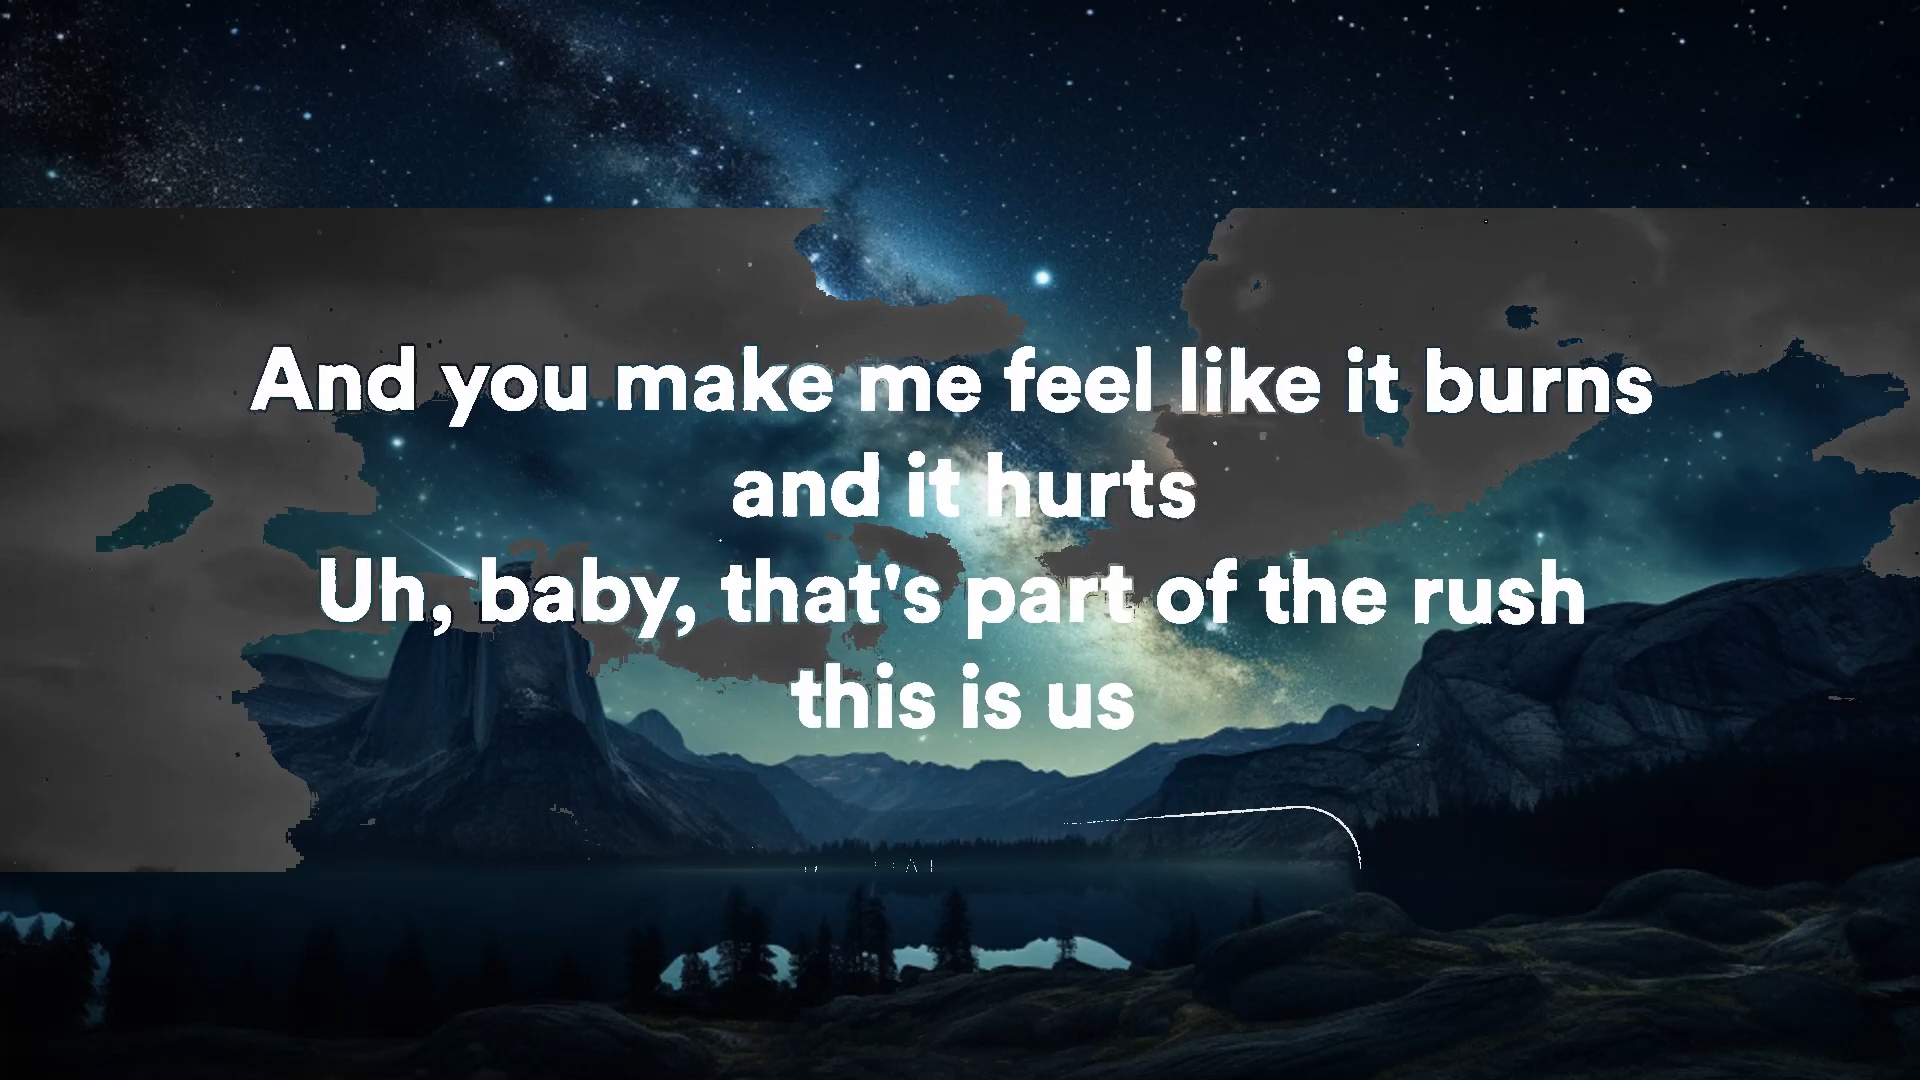 And you make me feel like it burns
and it hurts
Uh, baby, that's part of the rush
this is us